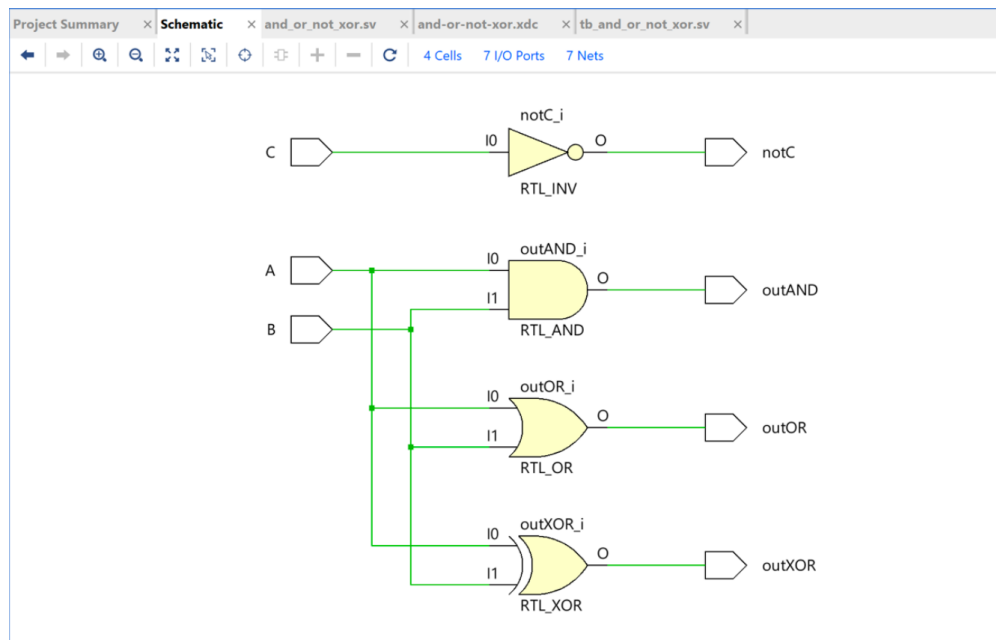 Project Summary × Schematic × and_or_not_xor.sv × and-or-not-xor.xdc × tb_and_or_not_xor.sv ×
4 Cells 7 I/O Ports 7 Nets
notC_i
C I0 O notC
RTL_INV
outAND_i
A I0 O outAND
I1
B RTL_AND
outOR_i
I0 O outOR
I1
RTL_OR
outXOR_i
I0 O outXOR
I1
RTL_XOR